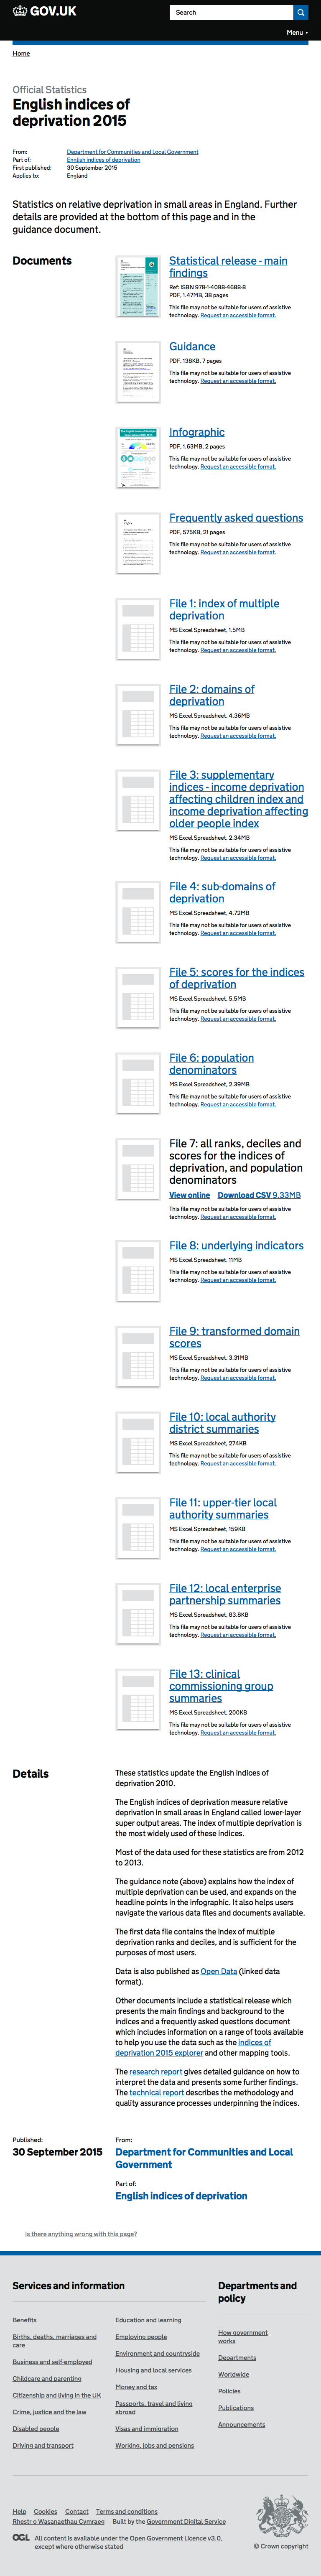 GOV.UK
Search
Menu
Home
Official Statistics
English indices of
deprivation 2015
From: Department for Communities and Local Government
Part of: English indices of deprivation
First published: 30 September 2015
Applies to: England
Statistics on relative deprivation in small areas in England. Further
details are provided at the bottom of this page and in the
guidance document.
Documents
Statistical release - main
findings
Ref: ISBN 978-1-4098-4688-8
PDF, 1.47MB, 38 pages
This file may not be suitable for users of assistive
technology. Request an accessible format.
Guidance
PDF, 138KB, 7 pages
This file may not be suitable for users of assistive
technology. Request an accessible format.
Infographic
PDF, 1.63MB, 2 pages
This file may not be suitable for users of assistive
technology. Request an accessible format.
Frequently asked questions
PDF, 575KB, 21 pages
This file may not be suitable for users of assistive
technology. Request an accessible format.
File 1: index of multiple
deprivation
MS Excel Spreadsheet, 1.5MB
This file may not be suitable for users of assistive
technology. Request an accessible format.
File 2: domains of
deprivation
MS Excel Spreadsheet, 4.36MB
This file may not be suitable for users of assistive
technology. Request an accessible format.
File 3: supplementary
indices - income deprivation
affecting children index and
income deprivation affecting
older people index
MS Excel Spreadsheet, 2.34MB
This file may not be suitable for users of assistive
technology. Request an accessible format.
File 4: sub-domains of
deprivation
MS Excel Spreadsheet, 4.72MB
This file may not be suitable for users of assistive
technology. Request an accessible format.
File 5: scores for the indices
of deprivation
MS Excel Spreadsheet, 5.5MB
This file may not be suitable for users of assistive
technology. Request an accessible format.
File 6: population
denominators
MS Excel Spreadsheet, 2.39MB
This file may not be suitable for users of assistive
technology. Request an accessible format.
File 7: all ranks, deciles and
scores for the indices of
deprivation, and population
denominators
View online Download CSV 9.33MB
This file may not be suitable for users of assistive
technology. Request an accessible format.
File 8: underlying indicators
MS Excel Spreadsheet, 11MB
This file may not be suitable for users of assistive
technology. Request an accessible format.
File 9: transformed domain
scores
MS Excel Spreadsheet, 3.31MB
This file may not be suitable for users of assistive
technology. Request an accessible format.
File 10: local authority
district summaries
MS Excel Spreadsheet, 274KB
This file may not be suitable for users of assistive
technology. Request an accessible format.
File 11: upper-tier local
authority summaries
MS Excel Spreadsheet, 159KB
This file may not be suitable for users of assistive
technology. Request an accessible format.
File 12: local enterprise
partnership summaries
MS Excel Spreadsheet, 83.8KB
This file may not be suitable for users of assistive
technology. Request an accessible format.
File 13: clinical
commissioning group
summaries
MS Excel Spreadsheet, 200KB
This file may not be suitable for users of assistive
technology. Request an accessible format.
Details
These statistics update the English indices of
deprivation 2010.
The English indices of deprivation measure relative
deprivation in small areas in England called lower-layer
super output areas. The index of multiple deprivation is
the most widely used of these indices.
Most of the data used for these statistics are from 2012
to 2013.
The guidance note (above) explains how the index of
multiple deprivation can be used, and expands on the
headline points in the infographic. It also helps users
navigate the various data files and documents available.
The first data file contains the index of multiple
deprivation ranks and deciles, and is sufficient for the
purposes of most users.
Data is also published as Open Data (linked data
format).
Other documents include a statistical release which
presents the main findings and background to the
indices and a frequently asked questions document
which includes information on a range of tools available
to help you use the data such as the indices of
deprivation 2015 explorer and other mapping tools.
The research report gives detailed guidance on how to
interpret the data and presents some further findings.
The technical report describes the methodology and
quality assurance processes underpinning the indices.
Published:
30 September 2015
From:
Department for Communities and Local
Government
Part of:
English indices of deprivation
Is there anything wrong with this page?
Services and information
Benefits
Births, deaths, marriages and
care
Business and self-employed
Childcare and parenting
Citizenship and living in the UK
Crime, justice and the law
Disabled people
Driving and transport
Education and learning
Employing people
Environment and countryside
Housing and local services
Money and tax
Passports, travel and living
abroad
Visas and immigration
Working, jobs and pensions
Departments and
policy
How government
works
Departments
Worldwide
Policies
Publications
Announcements
Help Cookies Contact Terms and conditions
Rhestr o Wasanaethau Cymraeg Built by the Government Digital Service
OGL All content is available under the Open Government Licence v3.0,
except where otherwise stated
© Crown copyright